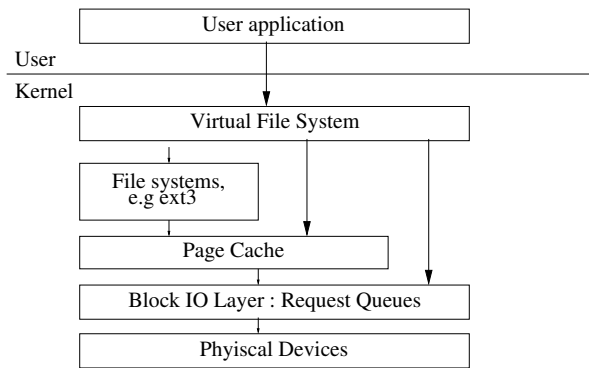 User application
User
Kernel
Virtual File System
File systems,
e.g ext3
Page Cache
Block IO Layer : Request Queues
Phyiscal Devices